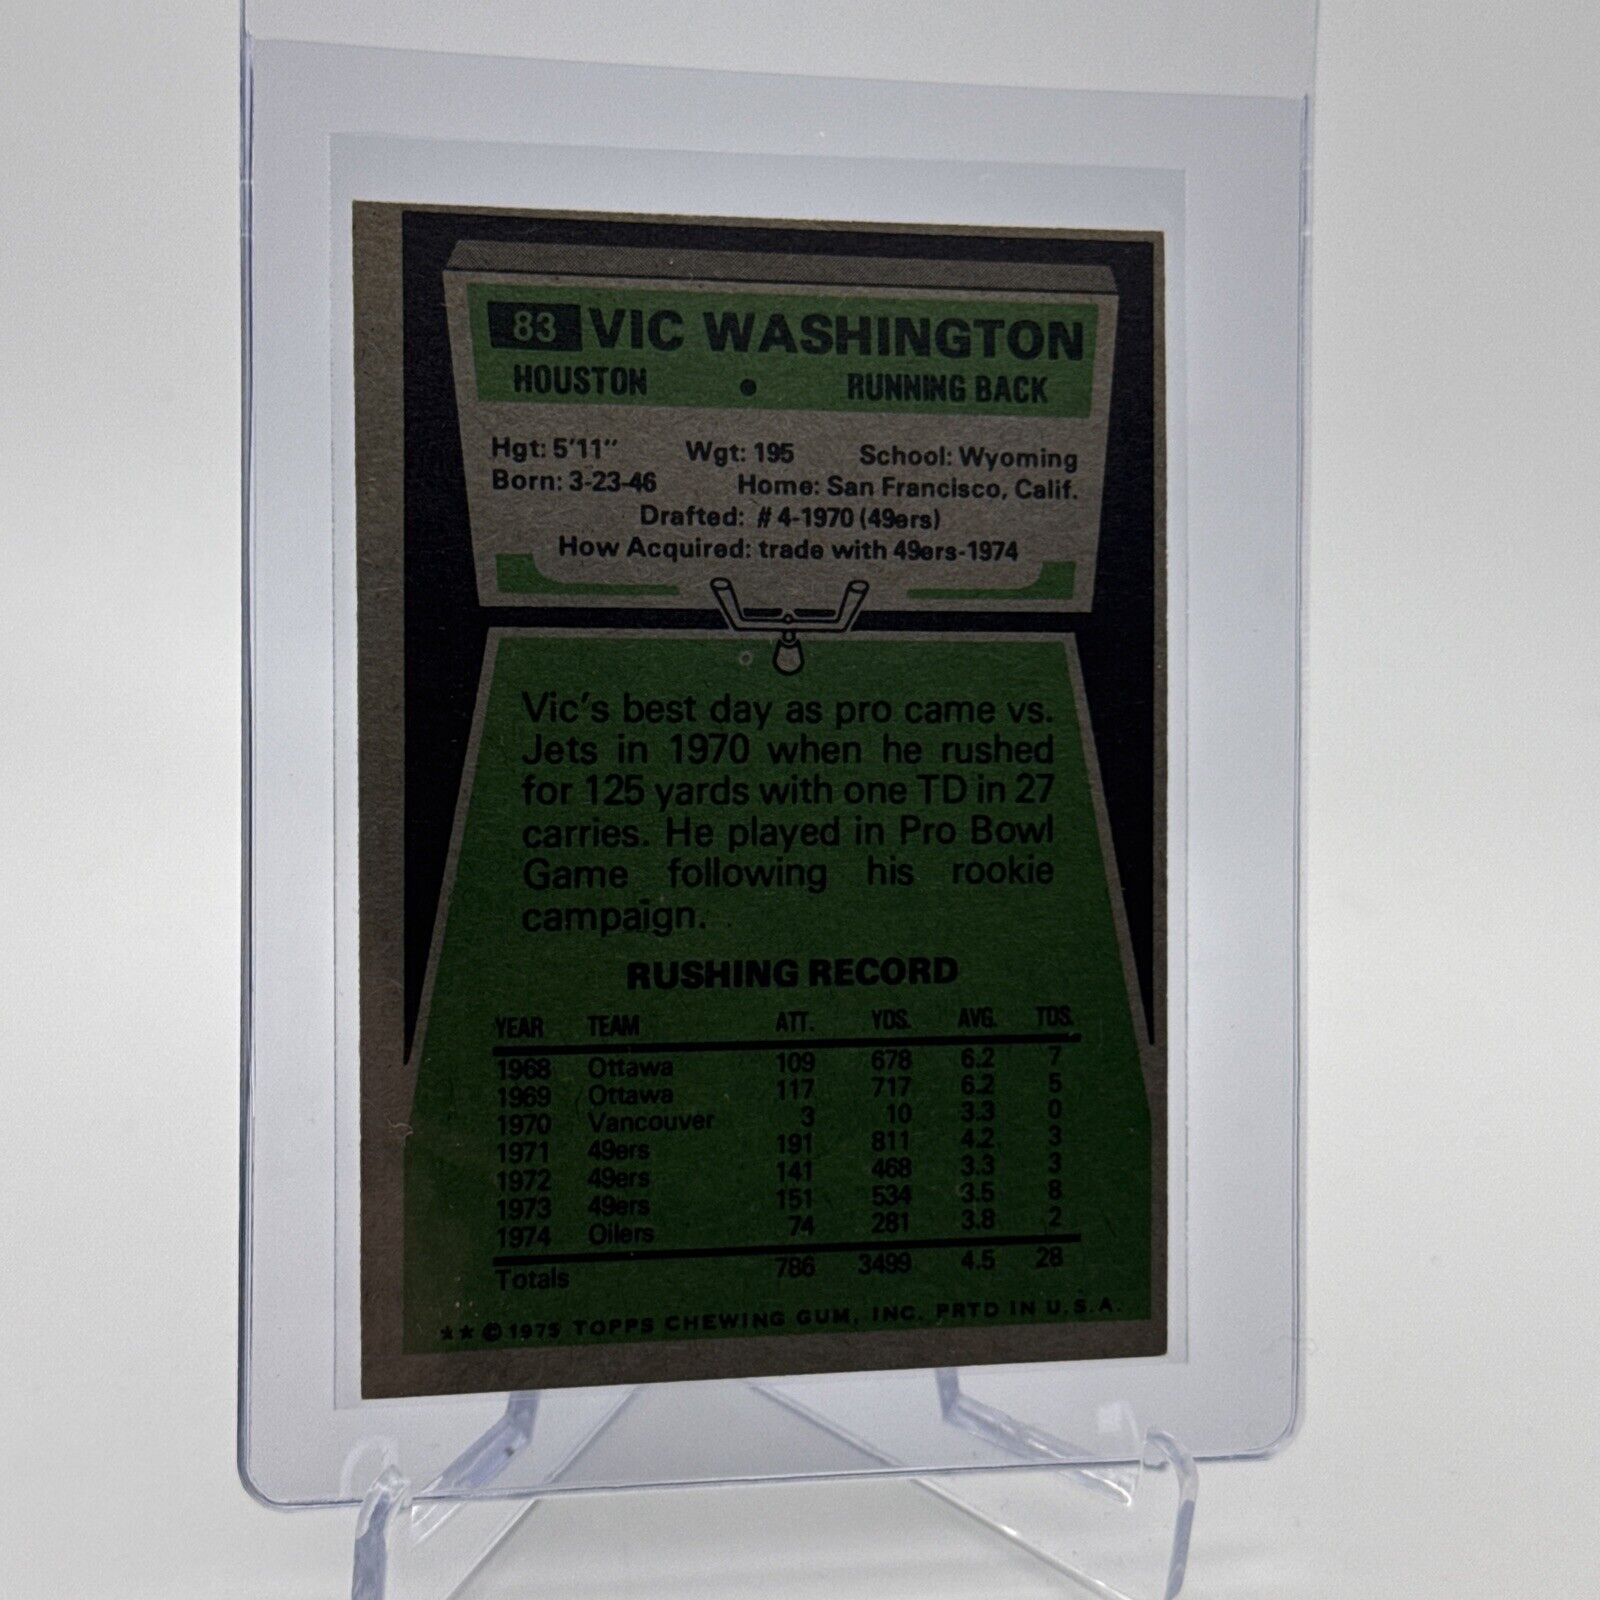 83 VIC WASHINGTON
HOUSTON • RUNNING BACK
Hgt: 5'11" Wgt: 195 School: Wyoming
Born: 3-23-46 Home: San Francisco, Calif.
Drafted: #4-1970 (49ers)
How Acquired: trade with 49ers-1974
Vic's best day as pro came vs.
Jets in 1970 when he rushed
for 125 yards with one TD in 27
carries. He played in Pro Bowl
Game following his rookie
campaign.
RUSHING RECORD
YEAR TEAM ATT. YDS. AVG. TDS.
1968 Ottawa 109 678 6.2 7
1969 Ottawa 117 717 6.2 5
1970 Vancouver 3 10 3.3 0
1971 49ers 191 811 4.2 3
1972 49ers 141 468 3.3 3
1973 49ers 151 534 3.5 8
1974 Oilers 74 281 3.8 2
Totals 786 3499 4.5 28
★★ © 1975 TOPPS CHEWING GUM, INC. PRTD IN U.S.A.